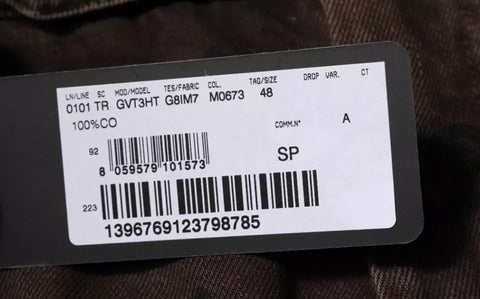 LN/LINE SC MOD/MODEL TES/FABRIC COL. TAG/SIZE DROP VAR. CT
0101 TR GVT3HT G8IM7 M0673 48
100%CO
COMM.N° A
92
8 059579 101573
SP
223
1396769123798785